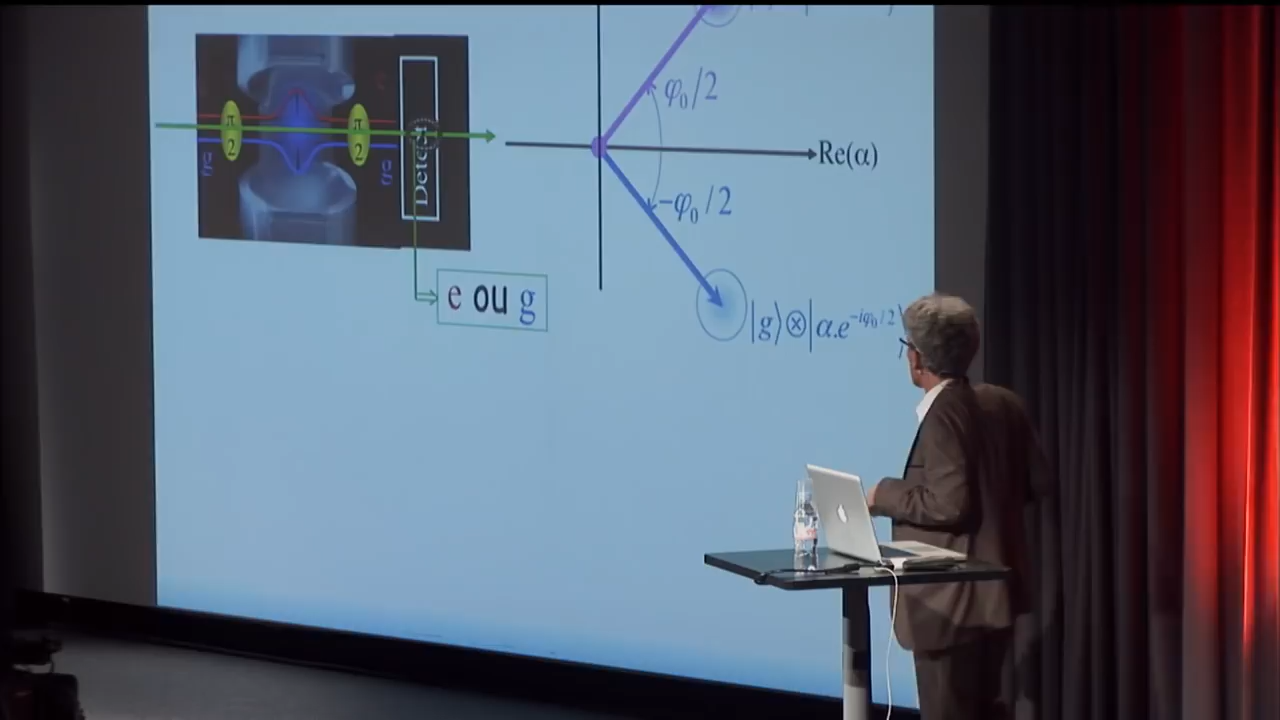 φ₀/2
e
π/2
π/2
Re(α)
g
g
Detect
−φ₀/2
e ou g
|g⟩⊗|α.e^{-iφ₀/2}⟩